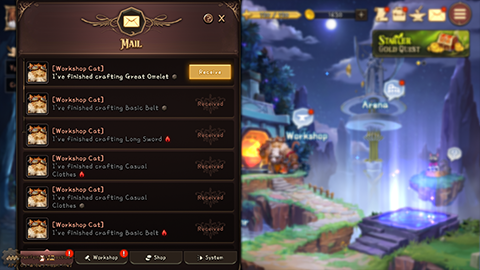 14:59
MAIL
STARTER
GOLD QUEST
[Workshop Cat]
I've finished crafting Great Omelet
Receive
[Workshop Cat]
I've finished crafting Basic Belt
Received
[Workshop Cat]
I've finished crafting Long Sword
Received
[Workshop Cat]
I've finished crafting Casual
Clothes
Received
[Workshop Cat]
I've finished crafting Casual
Clothes
Received
[Workshop Cat]
I've finished crafting Basic Belt
Received
Arena
Workshop
All
Workshop
Shop
System